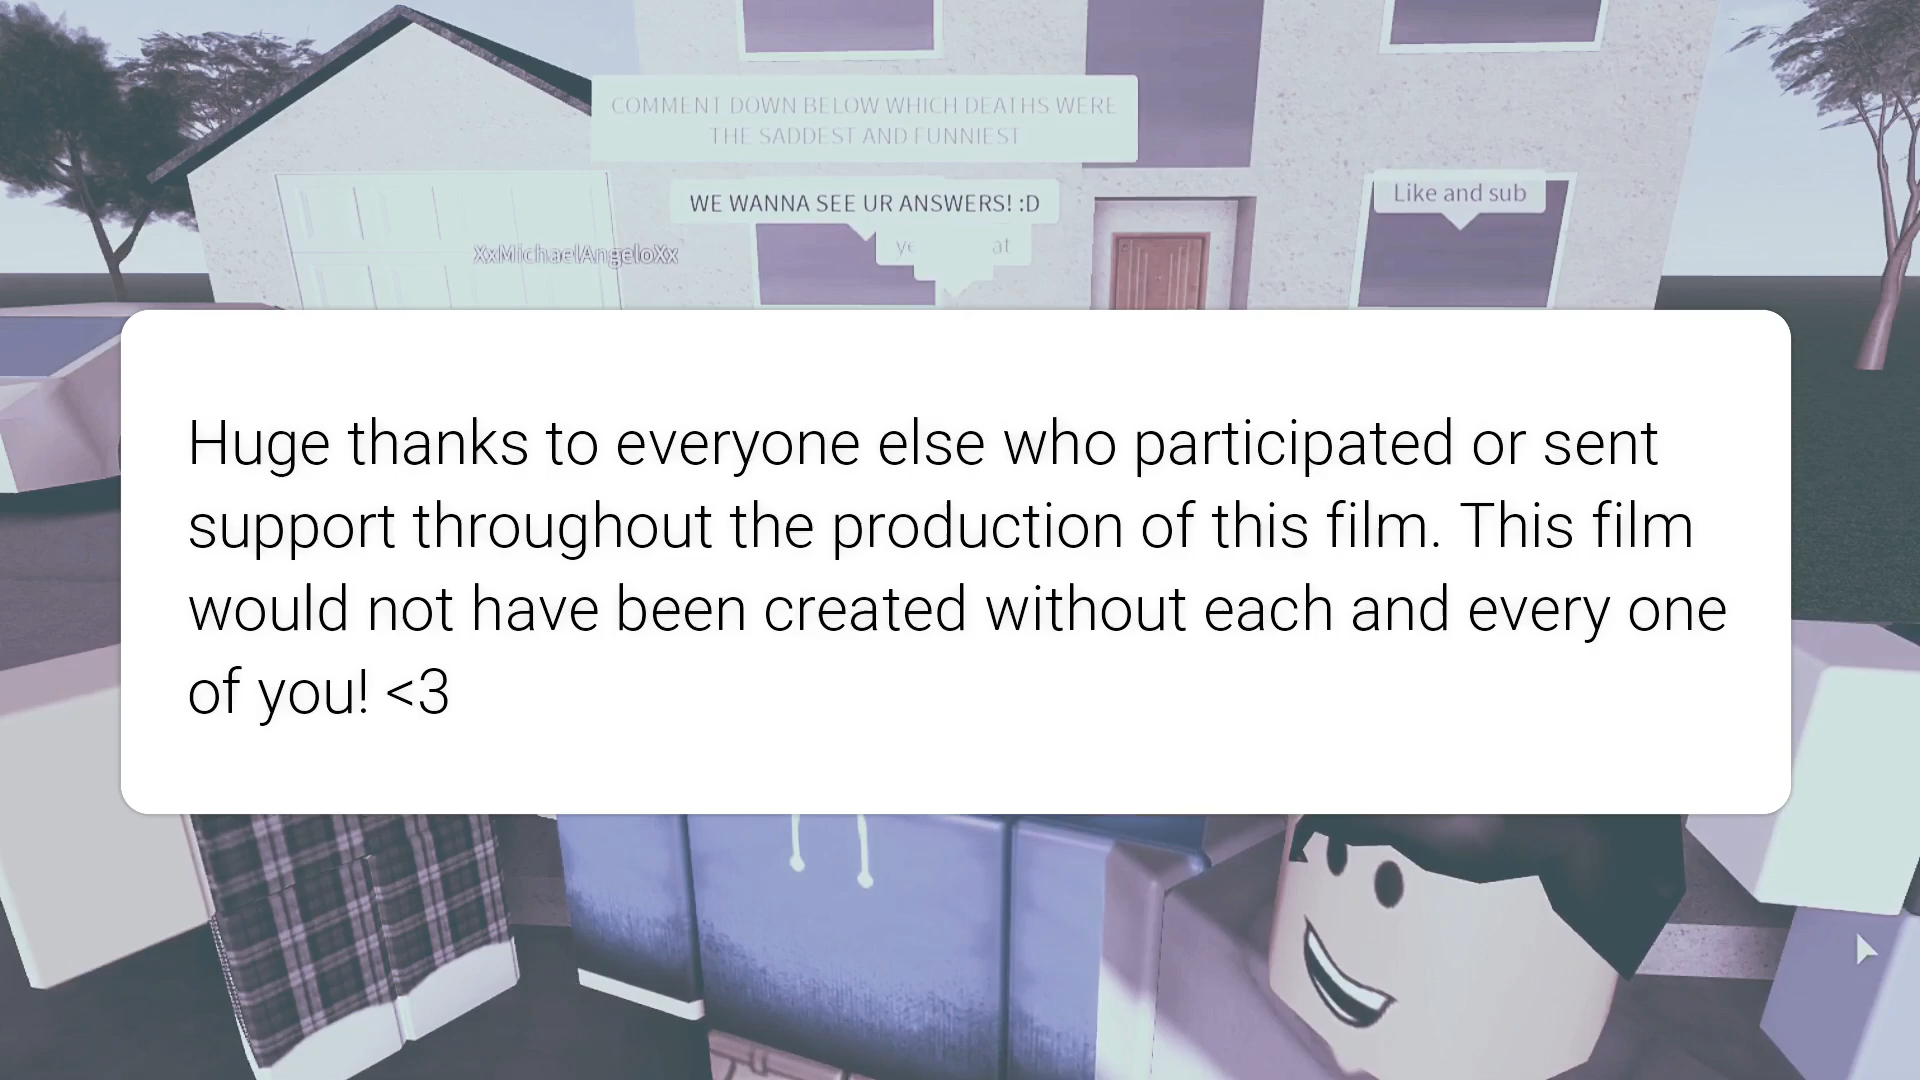 COMMENT DOWN BELOW WHICH DEATHS WERE
THE SADDEST AND FUNNIEST
WE WANNA SEE UR ANSWERS! :D
Like and sub
XxMichaelAngeloXx
Huge thanks to everyone else who participated or sent
support throughout the production of this film. This film
would not have been created without each and every one
of you! <3